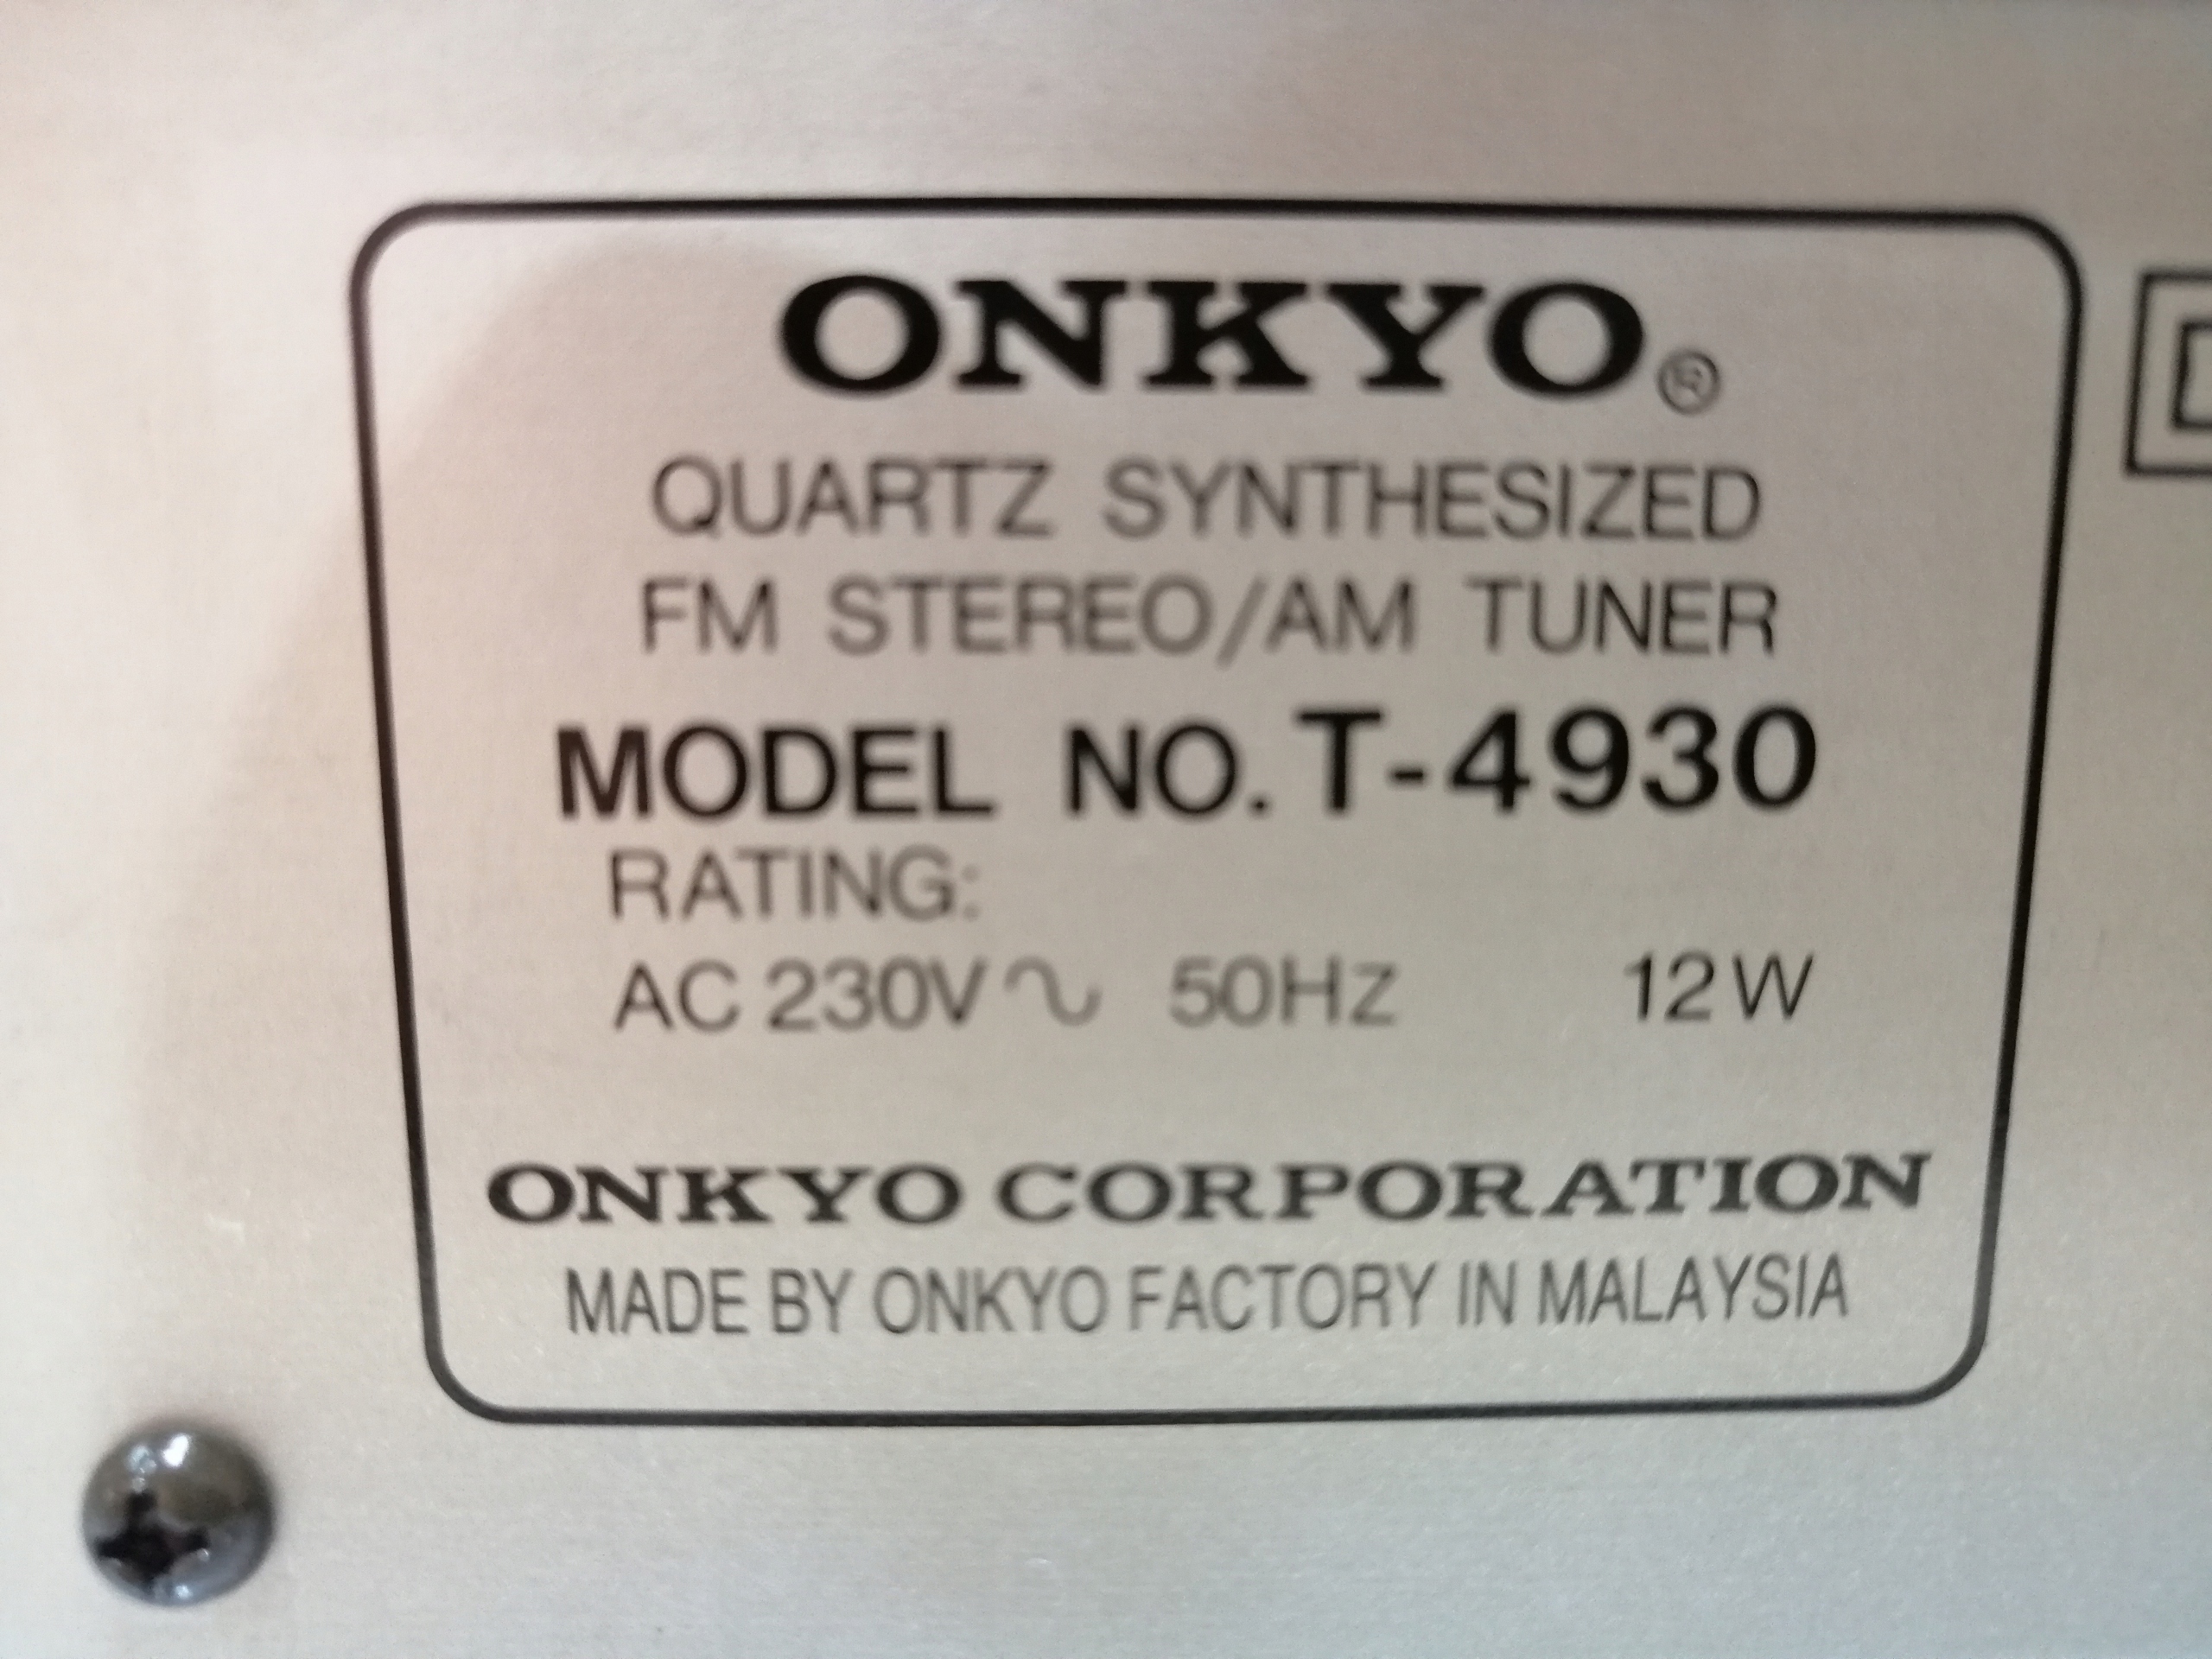 ONKYO®
QUARTZ SYNTHESIZED
FM STEREO/AM TUNER
MODEL NO. T-4930
RATING:
AC 230V∿ 50Hz 12W
ONKYO CORPORATION
MADE BY ONKYO FACTORY IN MALAYSIA